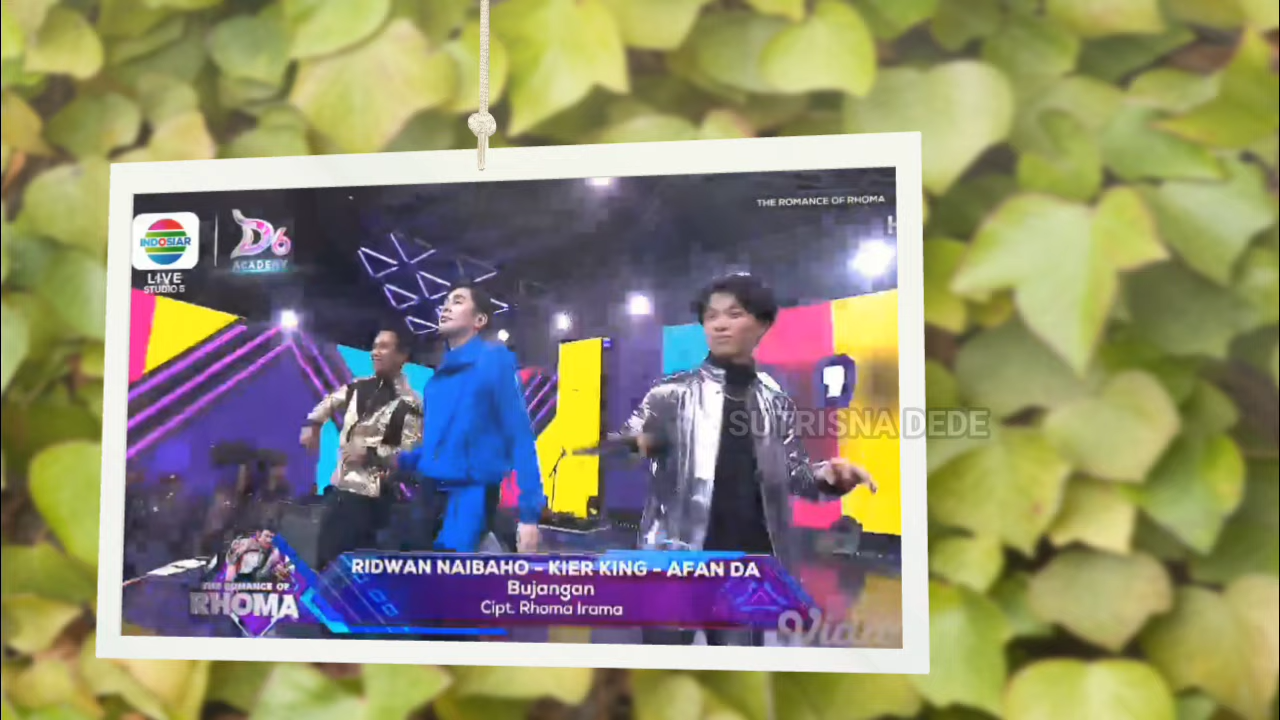 THE ROMANCE OF RHOMA
INDOSIAR
D6
ACADEMY
LIVE
STUDIO 5
SUTRISNA DEDE
RIDWAN NAIBAHO - KIER KING - AFAN DA
Bujangan
Cipt. Rhoma Irama
THE ROMANCE OF
RHOMA